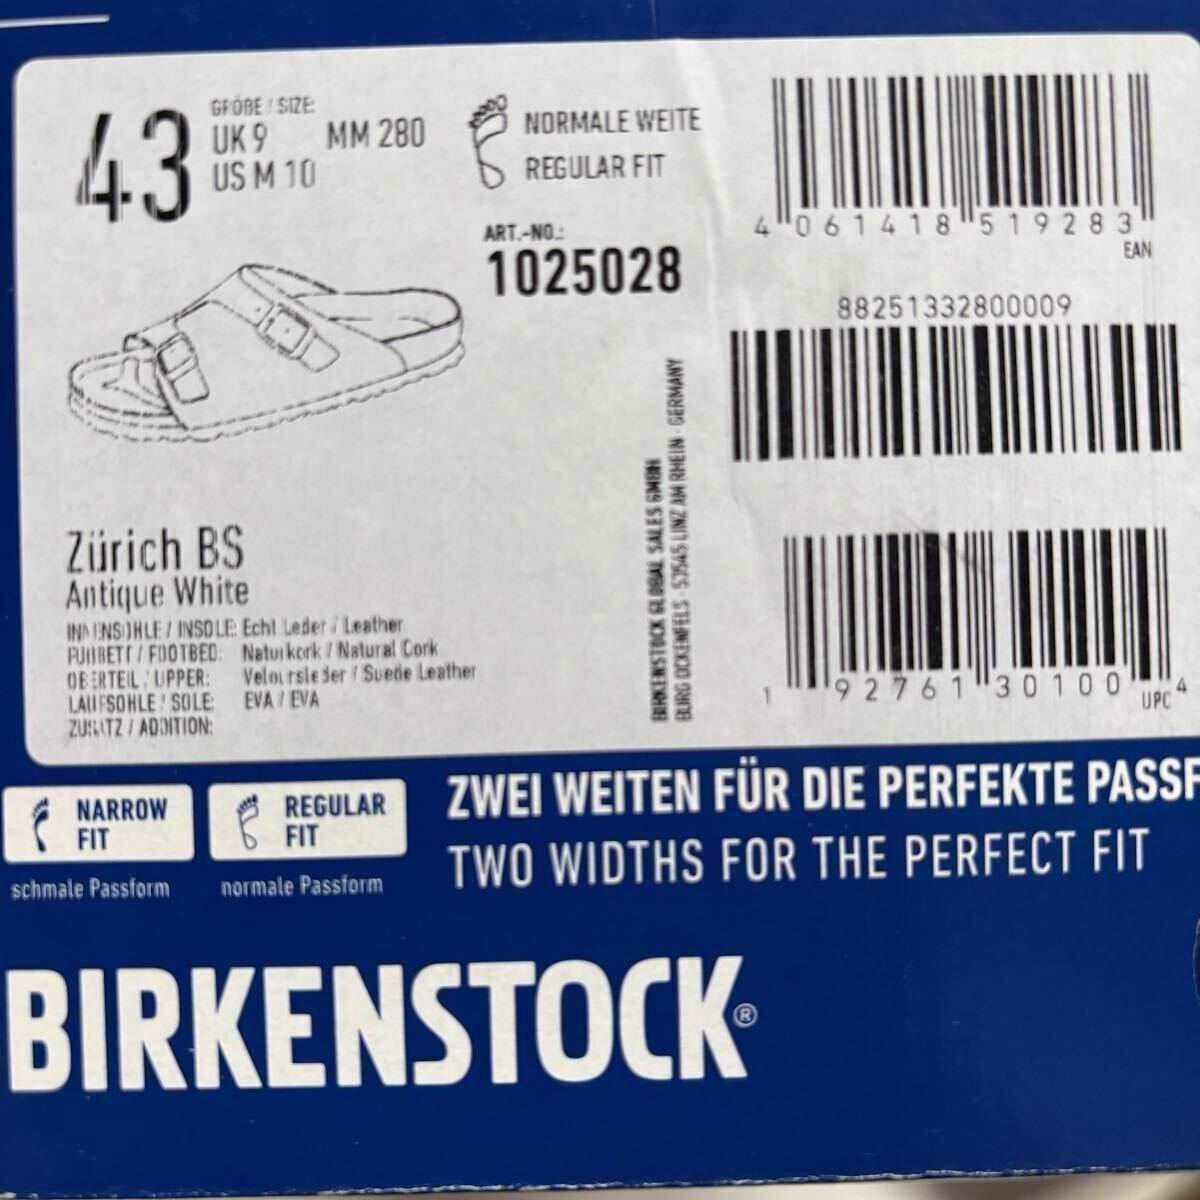 43
GRÖßE / SIZE:
UK 9 MM 280
US M 10
NORMALE WEITE
REGULAR FIT
ART.-NO.:
1025028
4 061418 519283
EAN
88251332800009
1 92761 30100 4
UPC
BIRKENSTOCK GLOBAL SALES GMBH
BURG OCKENFELS · 53545 LINZ AM RHEIN · GERMANY
Zürich BS
Antique White
INNENSOHLE / INSOLE: Echt Leder / Leather
FUßBETT / FOOTBED: Naturkork / Natural Cork
OBERTEIL / UPPER: Veloursleder / Suede Leather
LAUFSOHLE / SOLE: EVA / EVA
ZUSATZ / ADDITION:
NARROW FIT
schmale Passform
REGULAR FIT
normale Passform
ZWEI WEITEN FÜR DIE PERFEKTE PASSF
TWO WIDTHS FOR THE PERFECT FIT
BIRKENSTOCK®